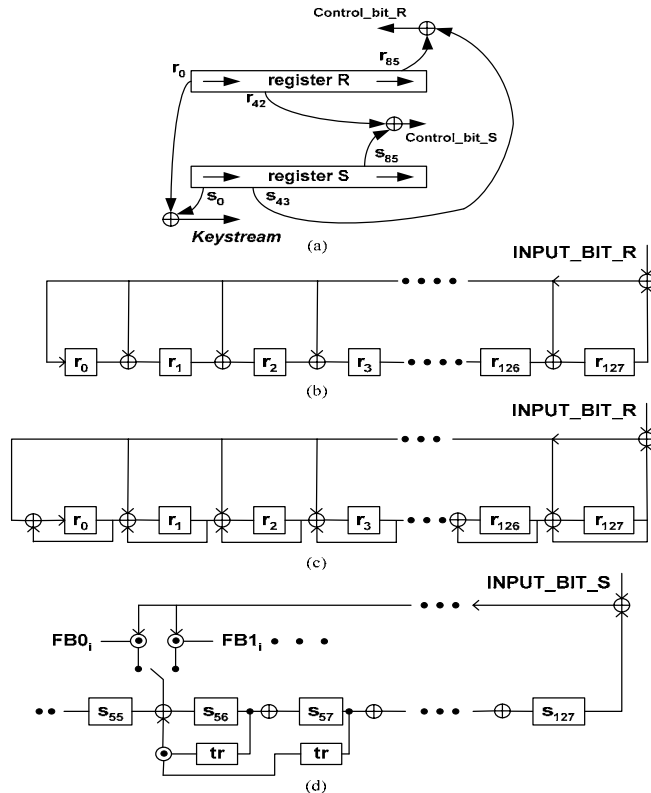 Control_bit_R
r0
r85
register R
r42
Control_bit_S
s85
register S
s0
s43
Keystream
(a)
INPUT_BIT_R
r0
r1
r2
r3
r126
r127
(b)
INPUT_BIT_R
r0
r1
r2
r3
r126
r127
(c)
INPUT_BIT_S
FB0i
FB1i
s55
s56
s57
s127
tr
tr
(d)